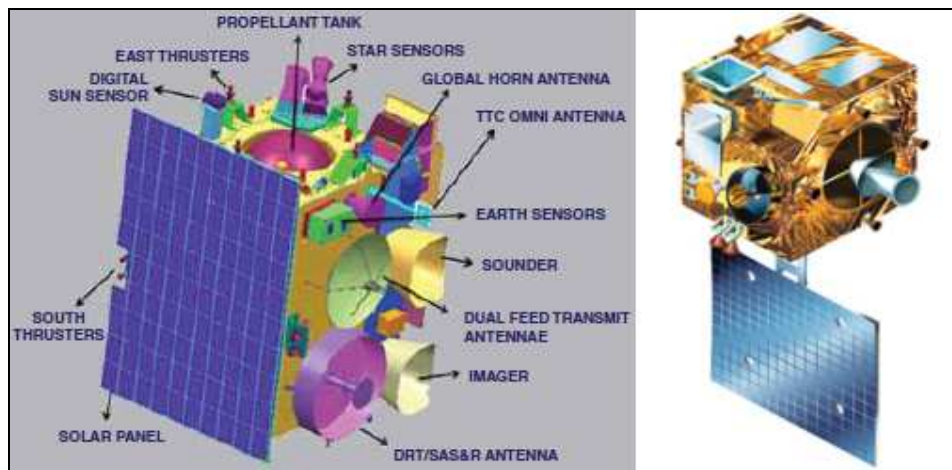 PROPELLANT TANK
EAST THRUSTERS
STAR SENSORS
DIGITAL
SUN SENSOR
GLOBAL HORN ANTENNA
TTC OMNI ANTENNA
EARTH SENSORS
SOUNDER
SOUTH
THRUSTERS
DUAL FEED TRANSMIT
ANTENNAE
IMAGER
SOLAR PANEL
DRT/SAS&R ANTENNA